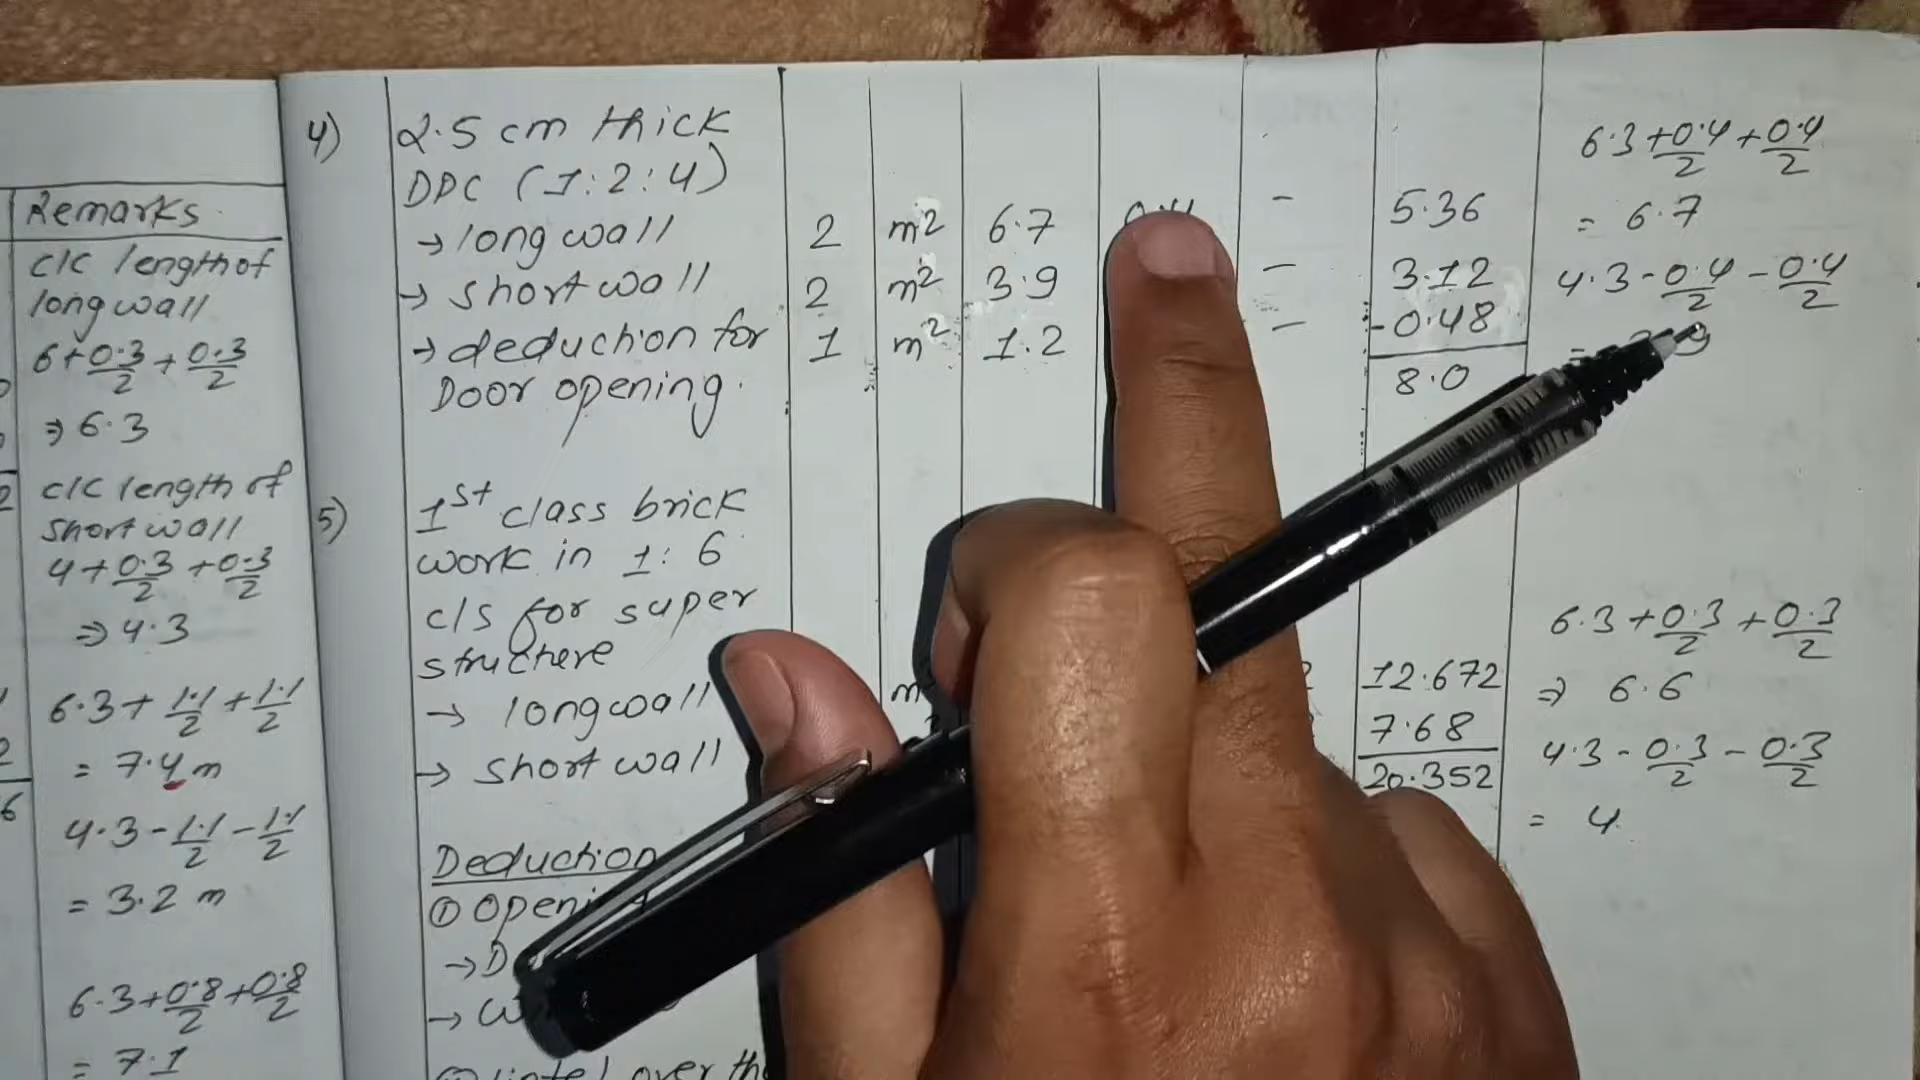 Remarks
c/c length of
long wall
6+0.3/2+0.3/2
⇒ 6.3
c/c length of
short wall
4+0.3/2+0.3/2
⇒ 4.3
6.3+1.1/2+1.1/2
= 7.4 m
4.3-1.1/2-1.1/2
= 3.2 m
6.3+0.8/2+0.8/2
= 7.1
4) 2.5 cm thick
DPC (1:2:4)
→ long wall 2 m² 6.7 - 5.36
→ short wall 2 m² 3.9 - 3.12
→ deduction for 1 m² 1.2 - -0.48
Door opening. 8.0
6.3+0.4/2+0.4/2
= 6.7
4.3-0.4/2-0.4/2
5) 1st class brick
work in 1:6
c/s for super
structure
→ long wall 12.672
→ short wall 7.68
20.352
6.3+0.3/2+0.3/2
⇒ 6.6
4.3-0.3/2-0.3/2
= 4
Deduction
① 
→
→
lintel over